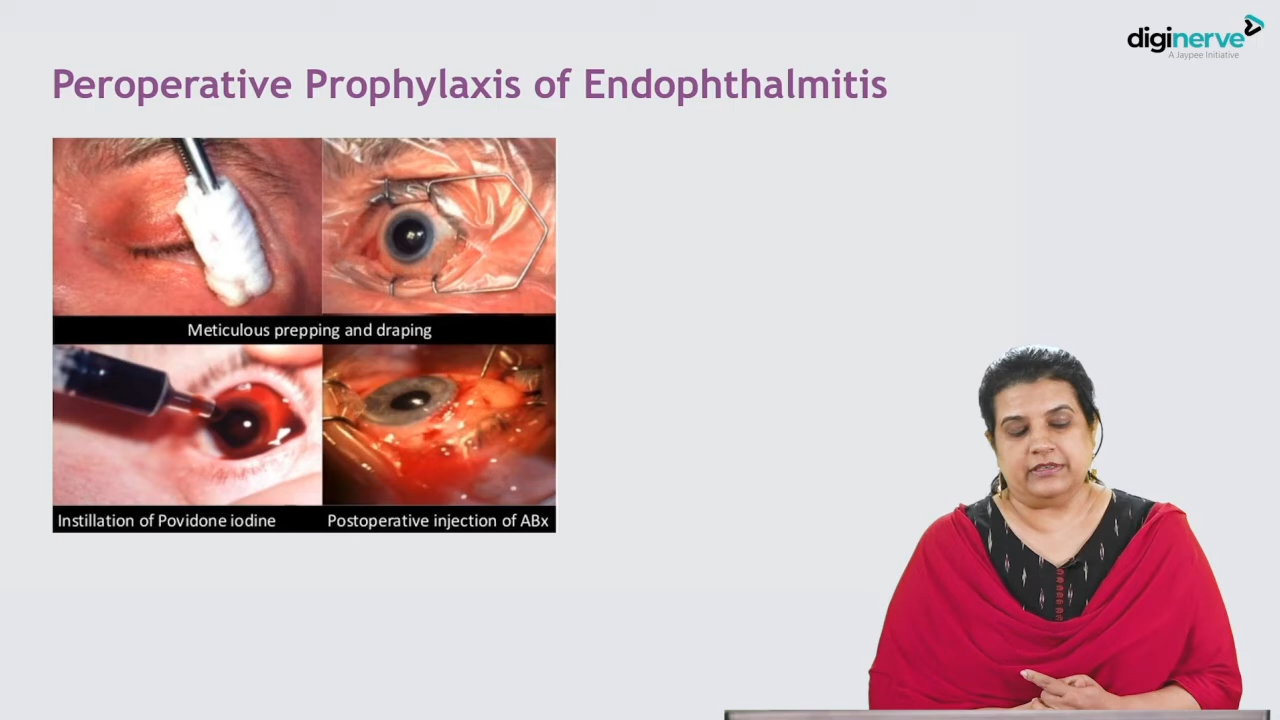 diginerve
A Jaypee Initiative
Peroperative Prophylaxis of Endophthalmitis
Meticulous prepping and draping
Instillation of Povidone iodine
Postoperative injection of ABx